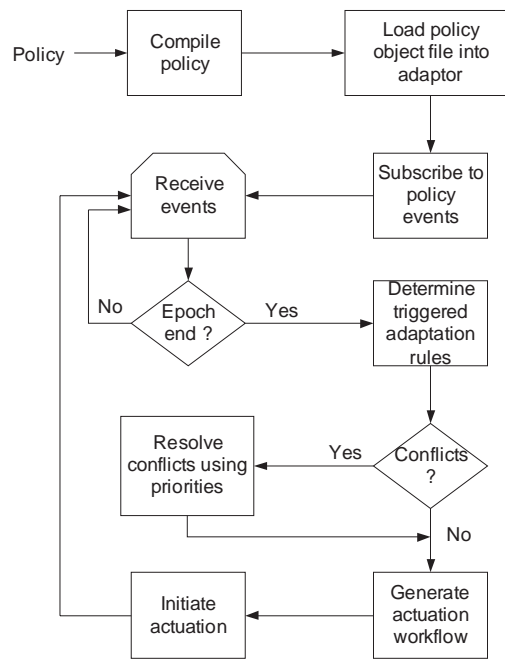 Policy
Compile
policy
Load policy
object file into
adaptor
Receive
events
Subscribe to
policy
events
No
Epoch
end ?
Yes
Determine
triggered
adaptation
rules
Resolve
conflicts using
priorities
Yes
Conflicts
?
No
Initiate
actuation
Generate
actuation
workflow